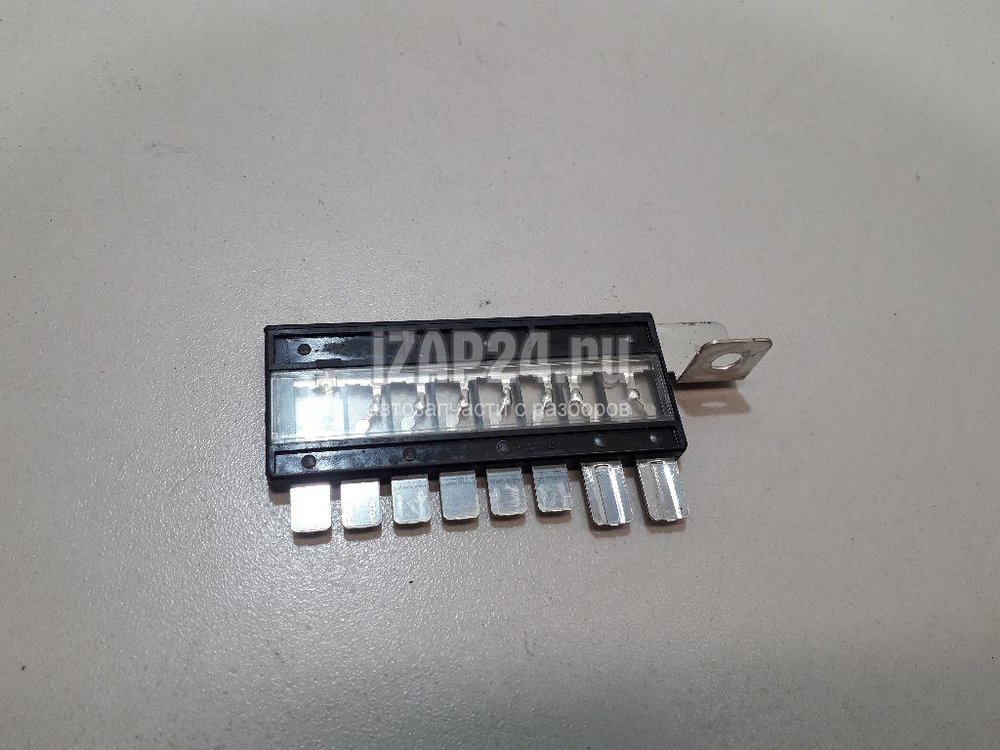 iZAP24.ru
автозапчасти с разборов